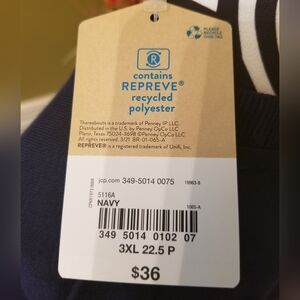 PLEASE
RECYCLE
THIS TAG
R
contains
REPREVE®
recycled
polyester
Thereabouts is a trademark of Penney IP LLC.
Distributed in the U.S. by Penney OpCo LLC
Plano, Texas 75024-3698 ©Penney OpCo LLC
All rights reserved. 3/21 BR 01-065-A
REPREVE® is a registered trademark of Unifi, Inc.
jcp.com 349-5014 0075
5116A
NAVY
349 5014 0102 07
3XL 22.5 P
$36